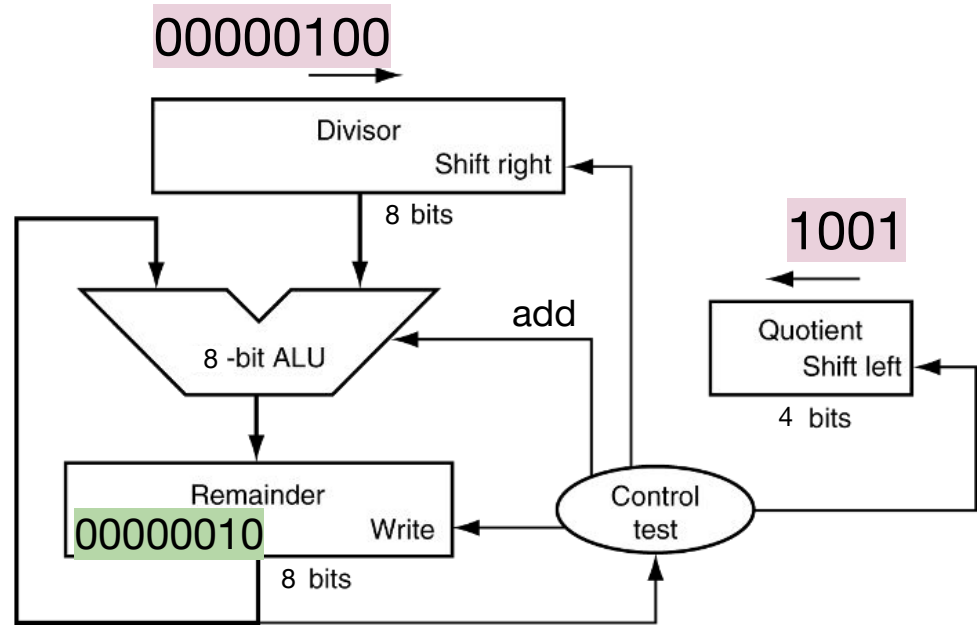 00000100
Divisor
Shift right
8 bits
1001
add
8 -bit ALU
Quotient
Shift left
4 bits
Remainder
00000010
Write
Control
test
8 bits